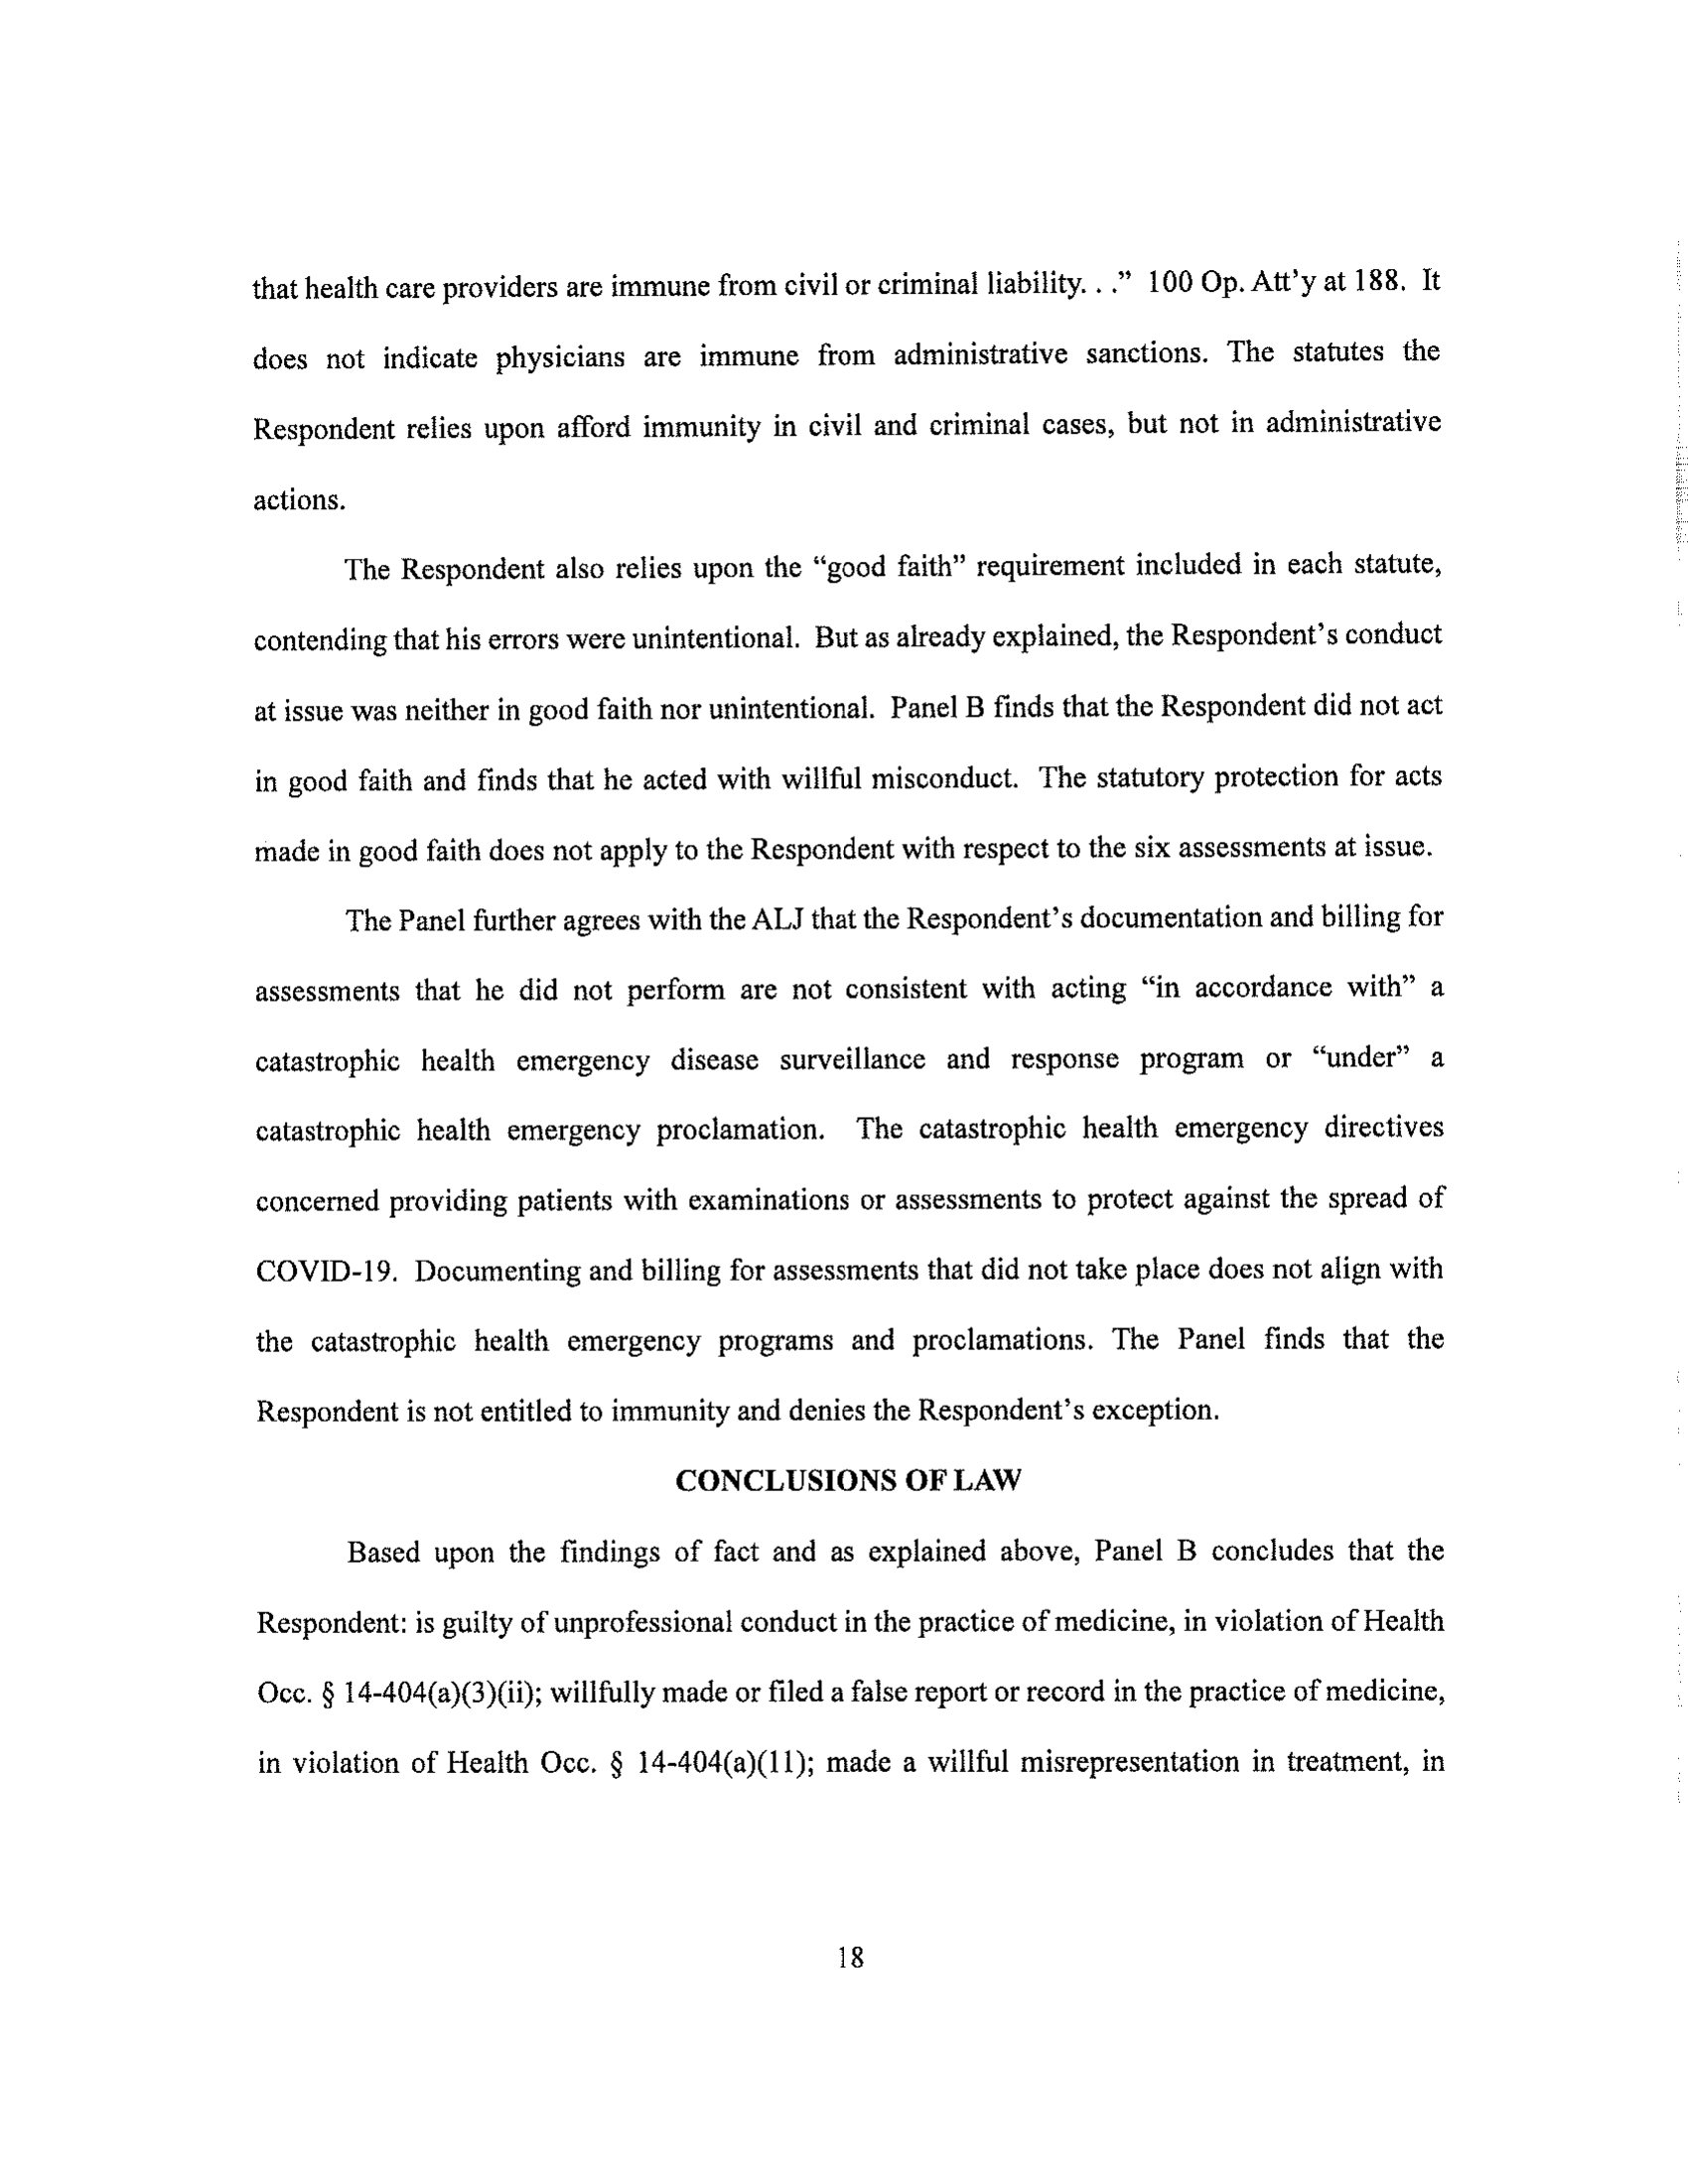 that health care providers are immune from civil or criminal liability. . .” 100 Op. Att’y at 188. It
does not indicate physicians are immune from administrative sanctions. The statutes the
Respondent relies upon afford immunity in civil and criminal cases, but not in administrative
actions.
The Respondent also relies upon the “good faith” requirement included in each statute,
contending that his errors were unintentional. But as already explained, the Respondent’s conduct
at issue was neither in good faith nor unintentional. Panel B finds that the Respondent did not act
in good faith and finds that he acted with willful misconduct. The statutory protection for acts
made in good faith does not apply to the Respondent with respect to the six assessments at issue.
The Panel further agrees with the ALJ that the Respondent’s documentation and billing for
assessments that he did not perform are not consistent with acting “in accordance with” a
catastrophic health emergency disease surveillance and response program or “under” a
catastrophic health emergency proclamation. The catastrophic health emergency directives
concerned providing patients with examinations or assessments to protect against the spread of
COVID-19. Documenting and billing for assessments that did not take place does not align with
the catastrophic health emergency programs and proclamations. The Panel finds that the
Respondent is not entitled to immunity and denies the Respondent’s exception.
CONCLUSIONS OF LAW
Based upon the findings of fact and as explained above, Panel B concludes that the
Respondent: is guilty of unprofessional conduct in the practice of medicine, in violation of Health
Occ. § 14-404(a)(3)(ii); willfully made or filed a false report or record in the practice of medicine,
in violation of Health Occ. § 14-404(a)(11); made a willful misrepresentation in treatment, in
18